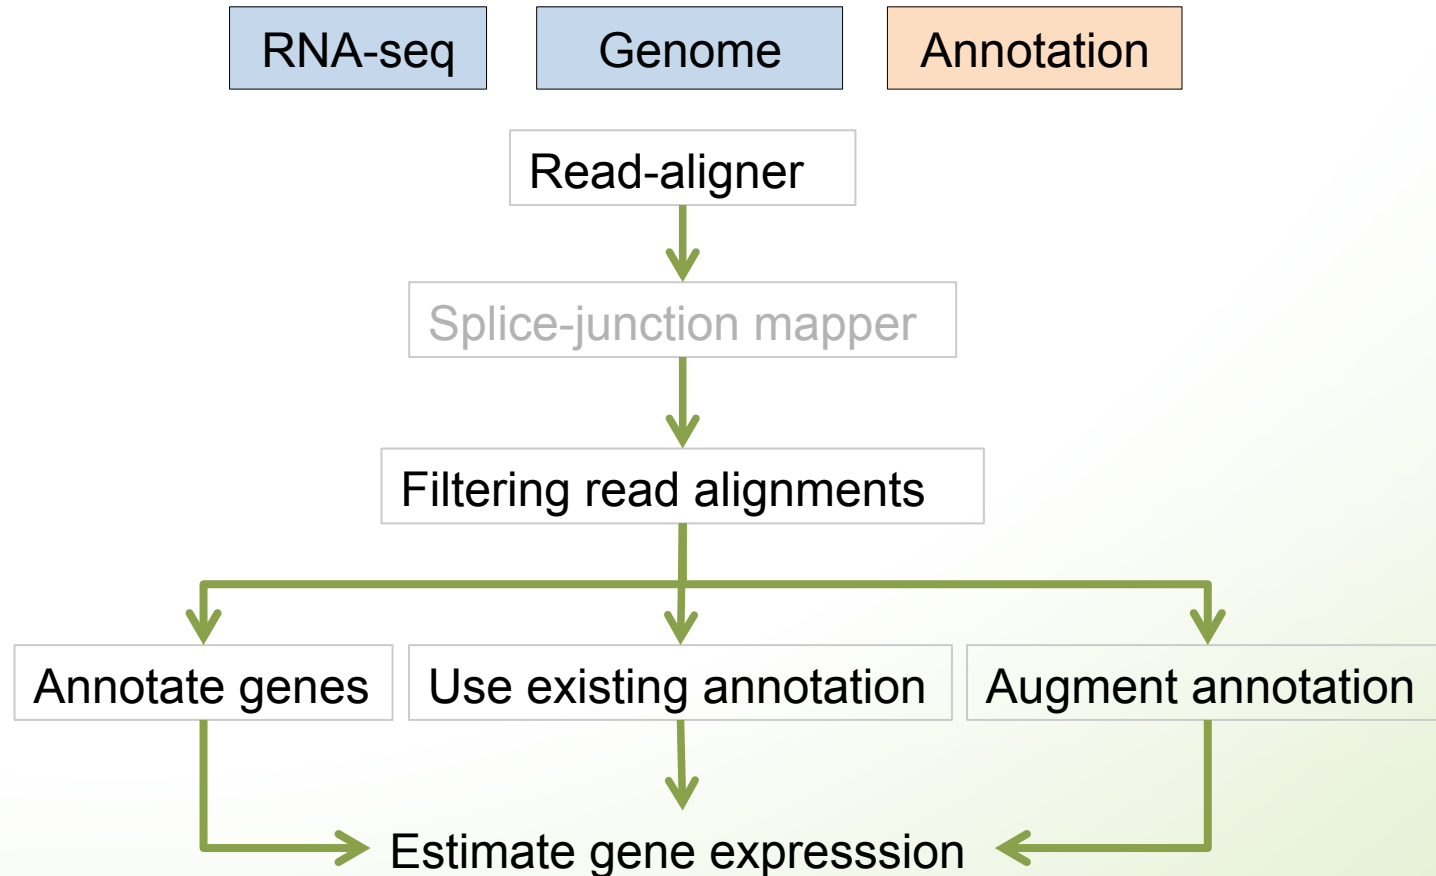 RNA-seq
Genome
Annotation
Read-aligner
Splice-junction mapper
Filtering read alignments
Annotate genes
Use existing annotation
Augment annotation
Estimate gene expresssion